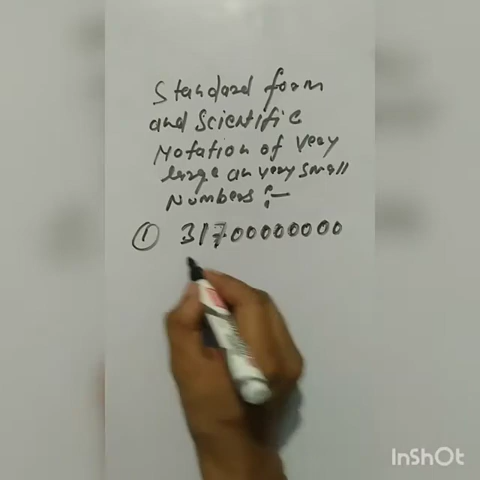 Standard form
and Scientific
Notation of very
large an very small
Numbers :-
① 31700000000
InShOt